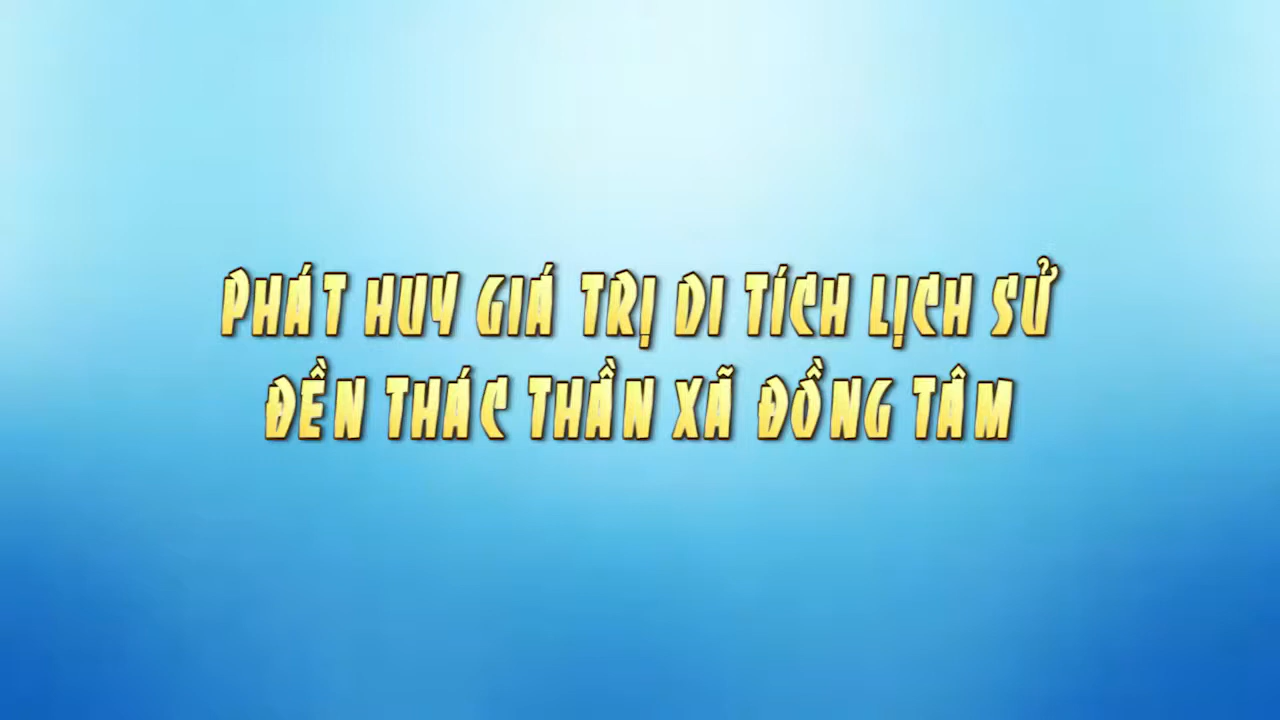 PHÁT HUY GIÁ TRỊ DI TÍCH LỊCH SỬ
ĐỀN THÁC THẦN XÃ ĐỒNG TÂM